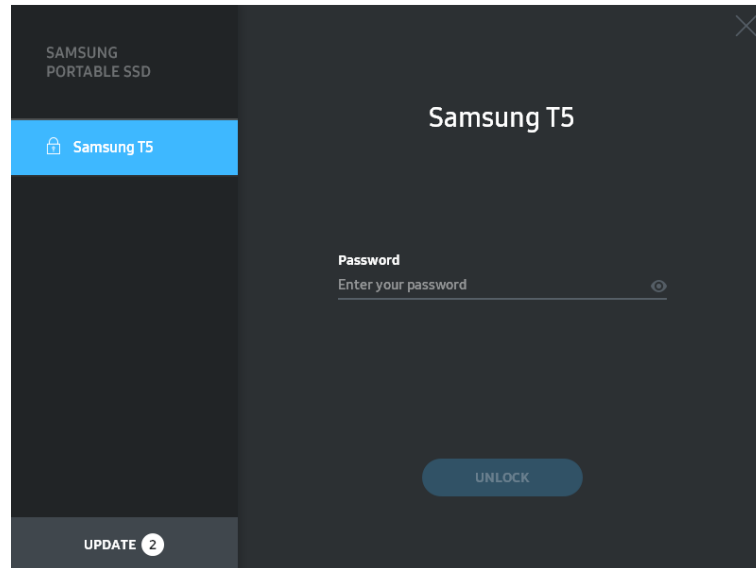 SAMSUNG
PORTABLE SSD
Samsung T5
Samsung T5
Password
Enter your password
UNLOCK
UPDATE 2